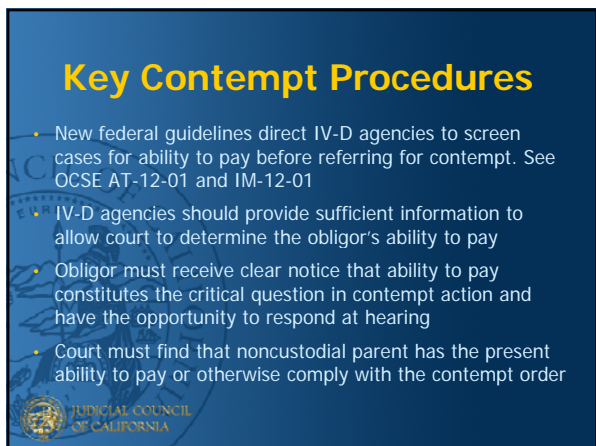 Key Contempt Procedures
• New federal guidelines direct IV-D agencies to screen
cases for ability to pay before referring for contempt. See
OCSE AT-12-01 and IM-12-01
• IV-D agencies should provide sufficient information to
allow court to determine the obligor's ability to pay
• Obligor must receive clear notice that ability to pay
constitutes the critical question in contempt action and
have the opportunity to respond at hearing
• Court must find that noncustodial parent has the present
ability to pay or otherwise comply with the contempt order
JUDICIAL COUNCIL
OF CALIFORNIA